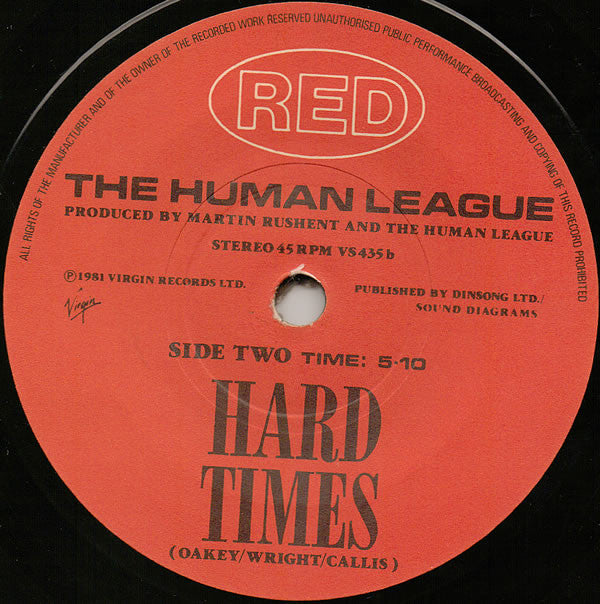 ALL RIGHTS OF THE MANUFACTURER AND OF THE OWNER OF THE RECORDED WORK RESERVED UNAUTHORISED PUBLIC PERFORMANCE BROADCASTING AND COPYING OF THIS RECORD PROHIBITED
RED
THE HUMAN LEAGUE
PRODUCED BY MARTIN RUSHENT AND THE HUMAN LEAGUE
STEREO 45 RPM VS 435 b
℗1981 VIRGIN RECORDS LTD.
Virgin
PUBLISHED BY DINSONG LTD./
SOUND DIAGRAMS
SIDE TWO TIME: 5·10
HARD
TIMES
(OAKEY/WRIGHT/CALLIS)